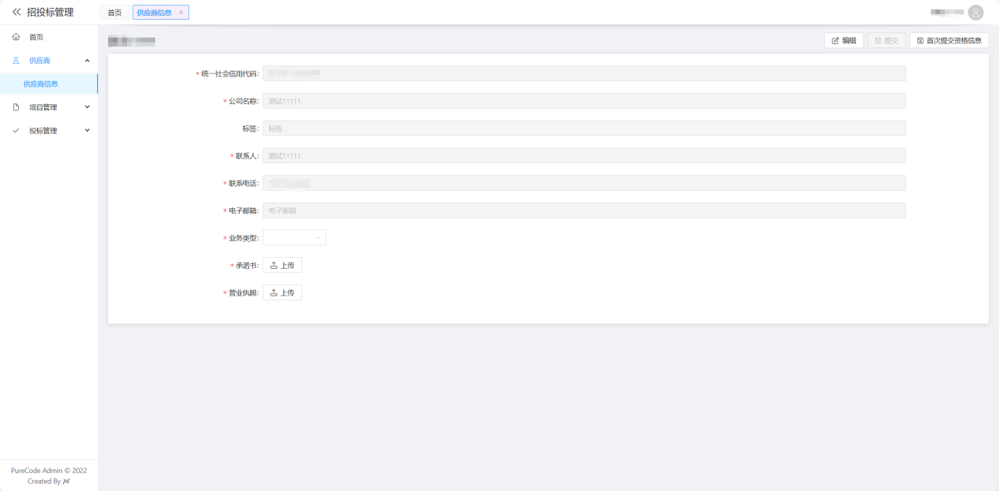 招投标管理
首页
供应商信息 ×
首页
供应商
供应商信息
项目管理
投标管理
编辑
提交
首次提交资格信息
* 统一社会信用代码:
* 公司名称: 测试11111
标签: 标签
* 联系人: 测试11111
* 联系电话:
* 电子邮箱: 电子邮箱
* 业务类型:
* 承诺书: 上传
* 营业执照: 上传
PureCode Admin © 2022
Created By